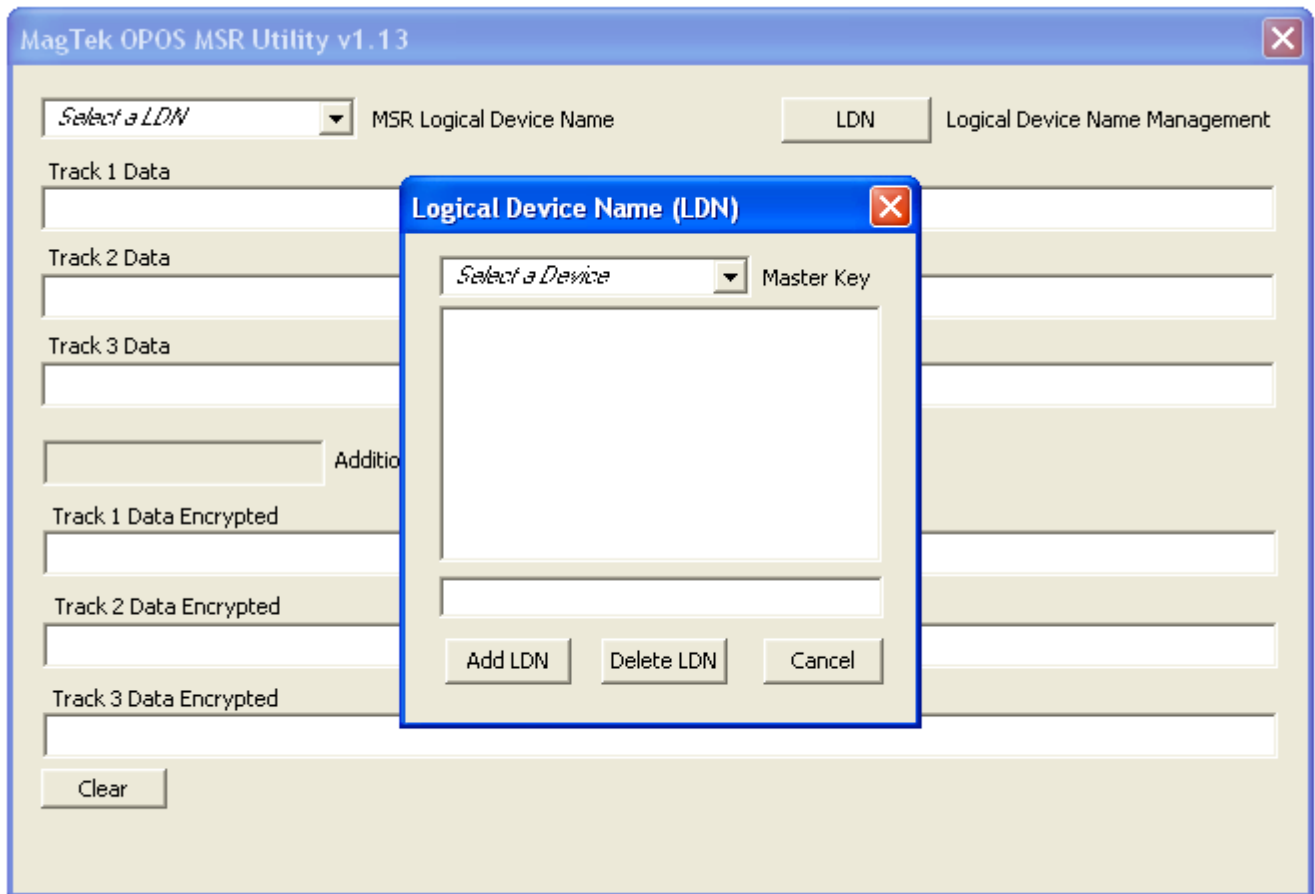 MagTek OPOS MSR Utility v1.13
Select a LDN MSR Logical Device Name LDN Logical Device Name Management
Track 1 Data
Logical Device Name (LDN)
Track 2 Data
Select a Device Master Key
Track 3 Data
Additio
Track 1 Data Encrypted
Track 2 Data Encrypted
Add LDN Delete LDN Cancel
Track 3 Data Encrypted
Clear